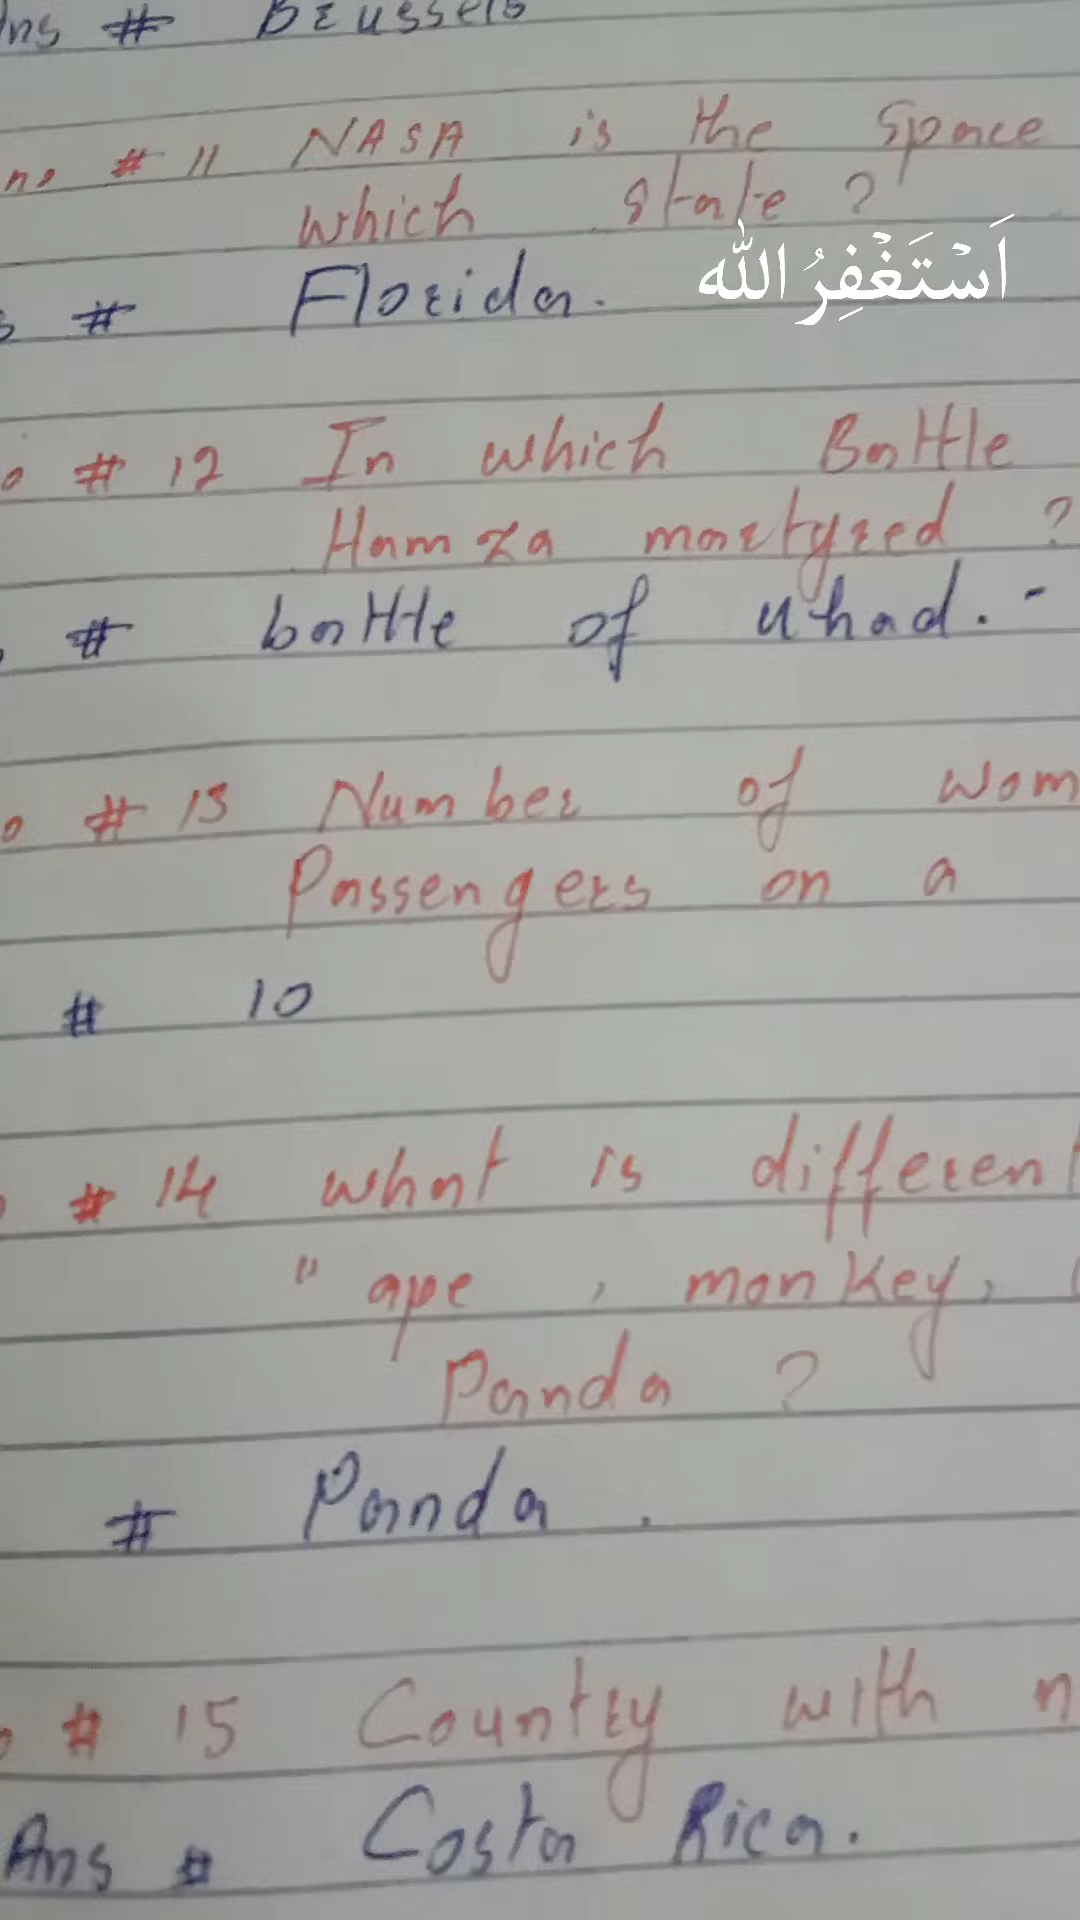 Ans # Brussels
no # 11 NASA is the Space
which state ?
# Florida.
اَسْتَغْفِرُ اللّٰه
# 12 In which Battle
Hamza martyred ?
# battle of uhad.-
# 13 Number of wom
Passengers on a
# 10
# 14 what is different
" ape , monkey,
Panda ?
# Panda .
# 15 Country with n
Ans # Costa Rica.